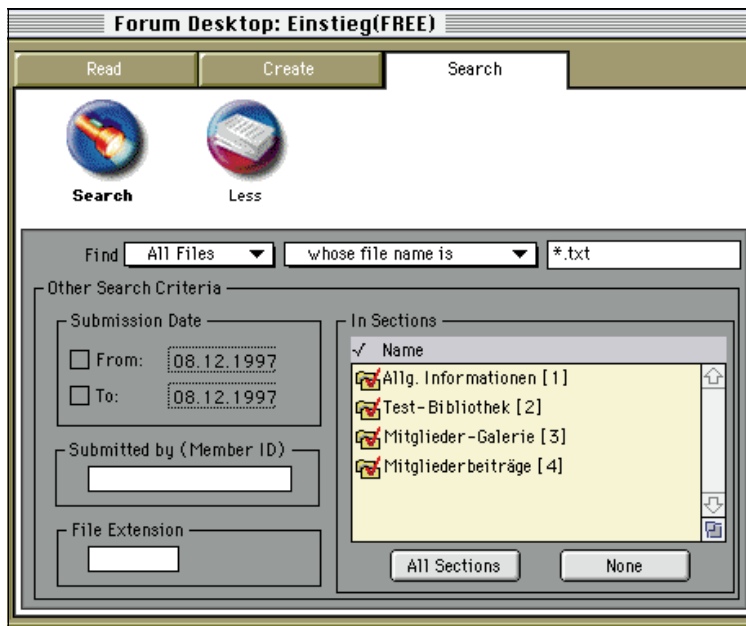 Forum Desktop: Einstieg(FREE)
Read Create Search
Search Less
Find All Files whose file name is *.txt
Other Search Criteria
Submission Date
From: 08.12.1997
To: 08.12.1997
Submitted by (Member ID)
File Extension
In Sections
√ Name
Allg. Informationen [1]
Test-Bibliothek [2]
Mitglieder-Galerie [3]
Mitgliederbeiträge [4]
All Sections None